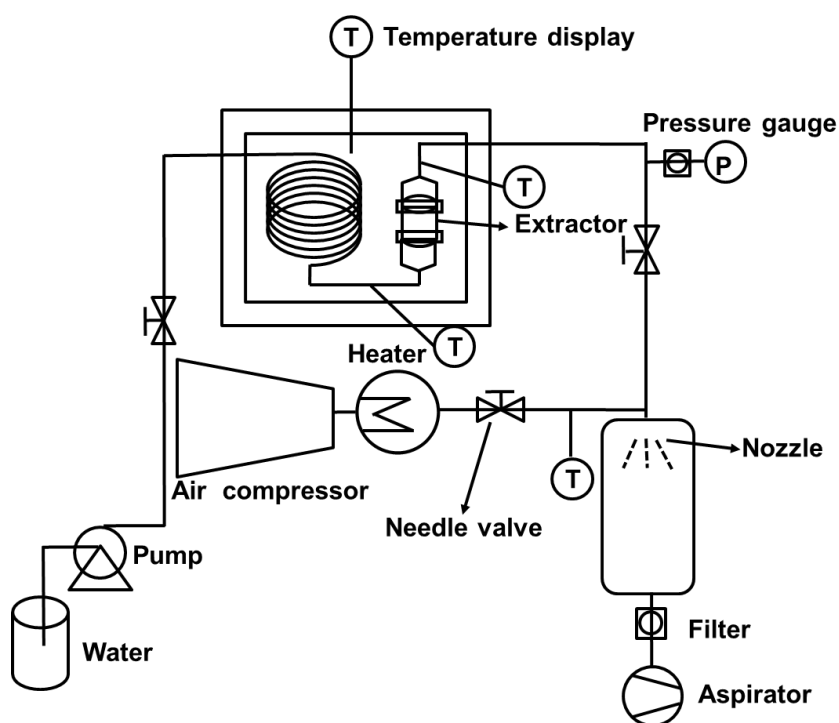 T Temperature display
Pressure gauge
P
T
Extractor
T
Heater
Air compressor
T
Nozzle
Needle valve
Pump
Water
Filter
Aspirator